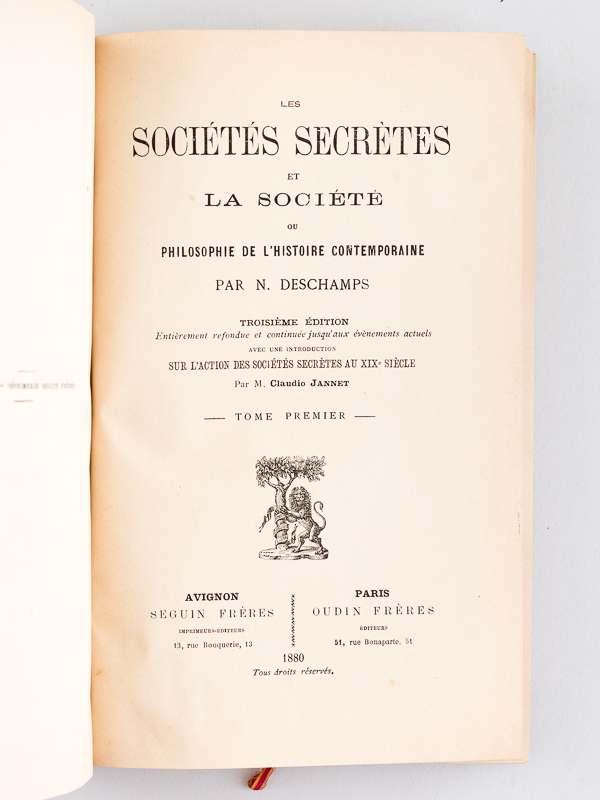 LES
SOCIÉTÉS SECRÈTES
ET
LA SOCIÉTÉ
OU
PHILOSOPHIE DE L'HISTOIRE CONTEMPORAINE
PAR N. DESCHAMPS
TROISIÈME ÉDITION
Entièrement refondue et continuée jusqu'aux évènements actuels
AVEC UNE INTRODUCTION
SUR L'ACTION DES SOCIÉTÉS SECRÈTES AU XIXe SIÈCLE
Par M. Claudio JANNET
TOME PREMIER
AVIGNON
SEGUIN FRÈRES
IMPRIMEURS-ÉDITEURS
13, rue Bouquerie, 13
PARIS
OUDIN FRÈRES
ÉDITEURS
51, rue Bonaparte, 51
1880
Tous droits réservés.